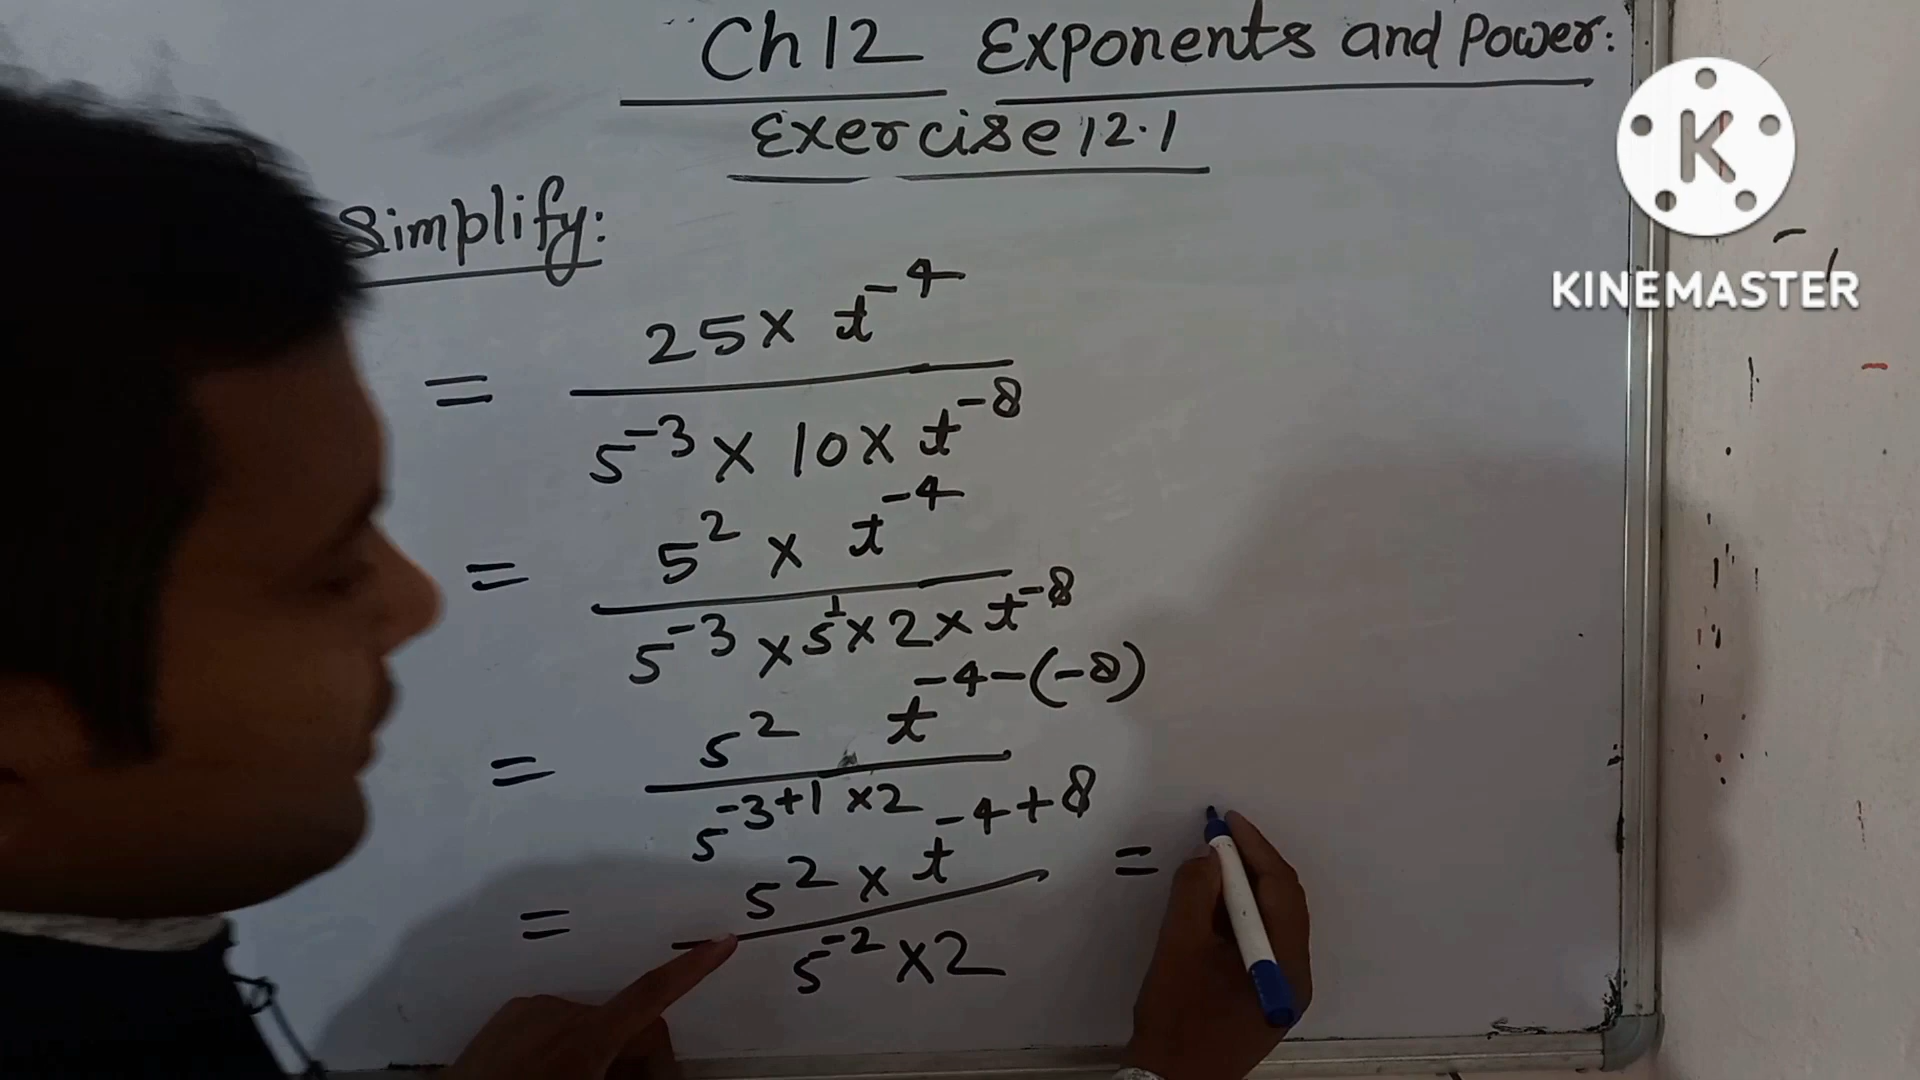 Ch 12 Exponents and Power:
Exercise 12.1
Simplify:
= 25 × t^-4 / 5^-3 × 10 × t^-8
= 5^2 × t^-4 / 5^-3 × 5^1 × 2 × t^-8
= 5^2 t^-4-(-8) / 5^-3+1 × 2
= 5^2 × t^-4+8 / 5^-2 × 2 =
K
KINEMASTER